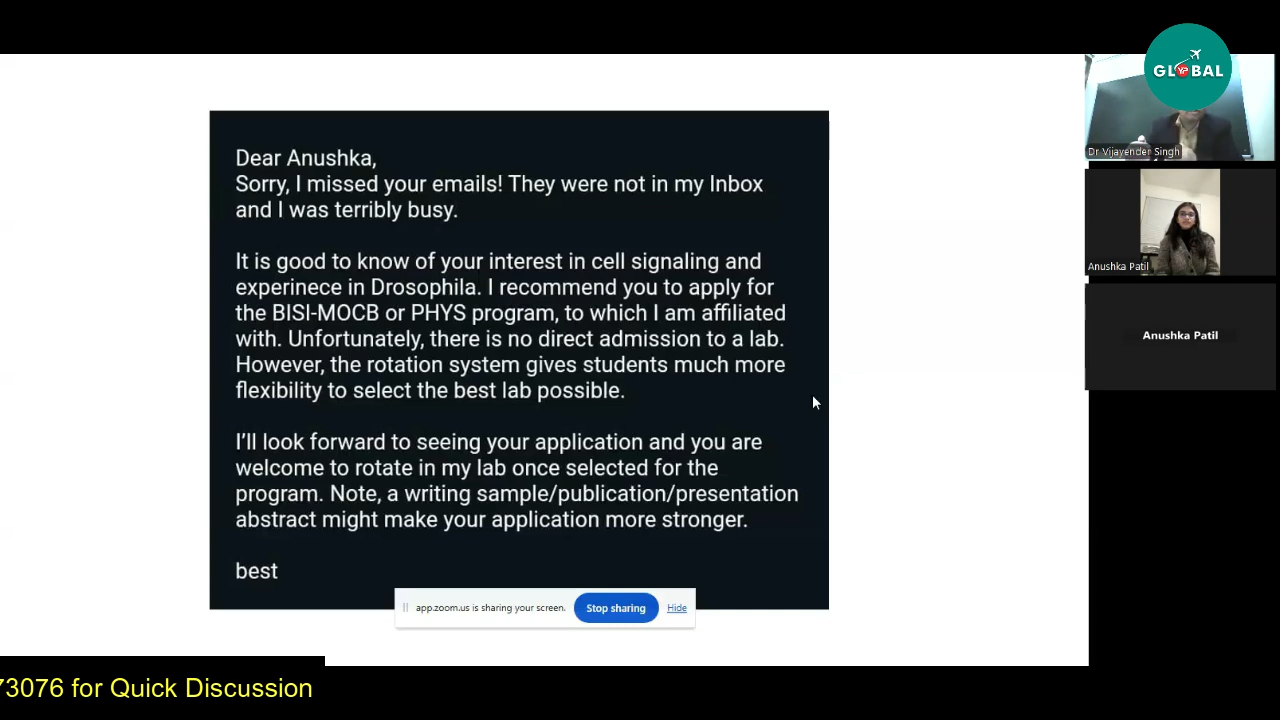 GLOBAL
YP
Dr Vijayender Singh
Anushka Patil
Anushka Patil
Dear Anushka,
Sorry, I missed your emails! They were not in my Inbox
and I was terribly busy.
It is good to know of your interest in cell signaling and
experinece in Drosophila. I recommend you to apply for
the BISI-MOCB or PHYS program, to which I am affiliated
with. Unfortunately, there is no direct admission to a lab.
However, the rotation system gives students much more
flexibility to select the best lab possible.
I'll look forward to seeing your application and you are
welcome to rotate in my lab once selected for the
program. Note, a writing sample/publication/presentation
abstract might make your application more stronger.
best
app.zoom.us is sharing your screen.
Stop sharing
Hide
73076 for Quick Discussion